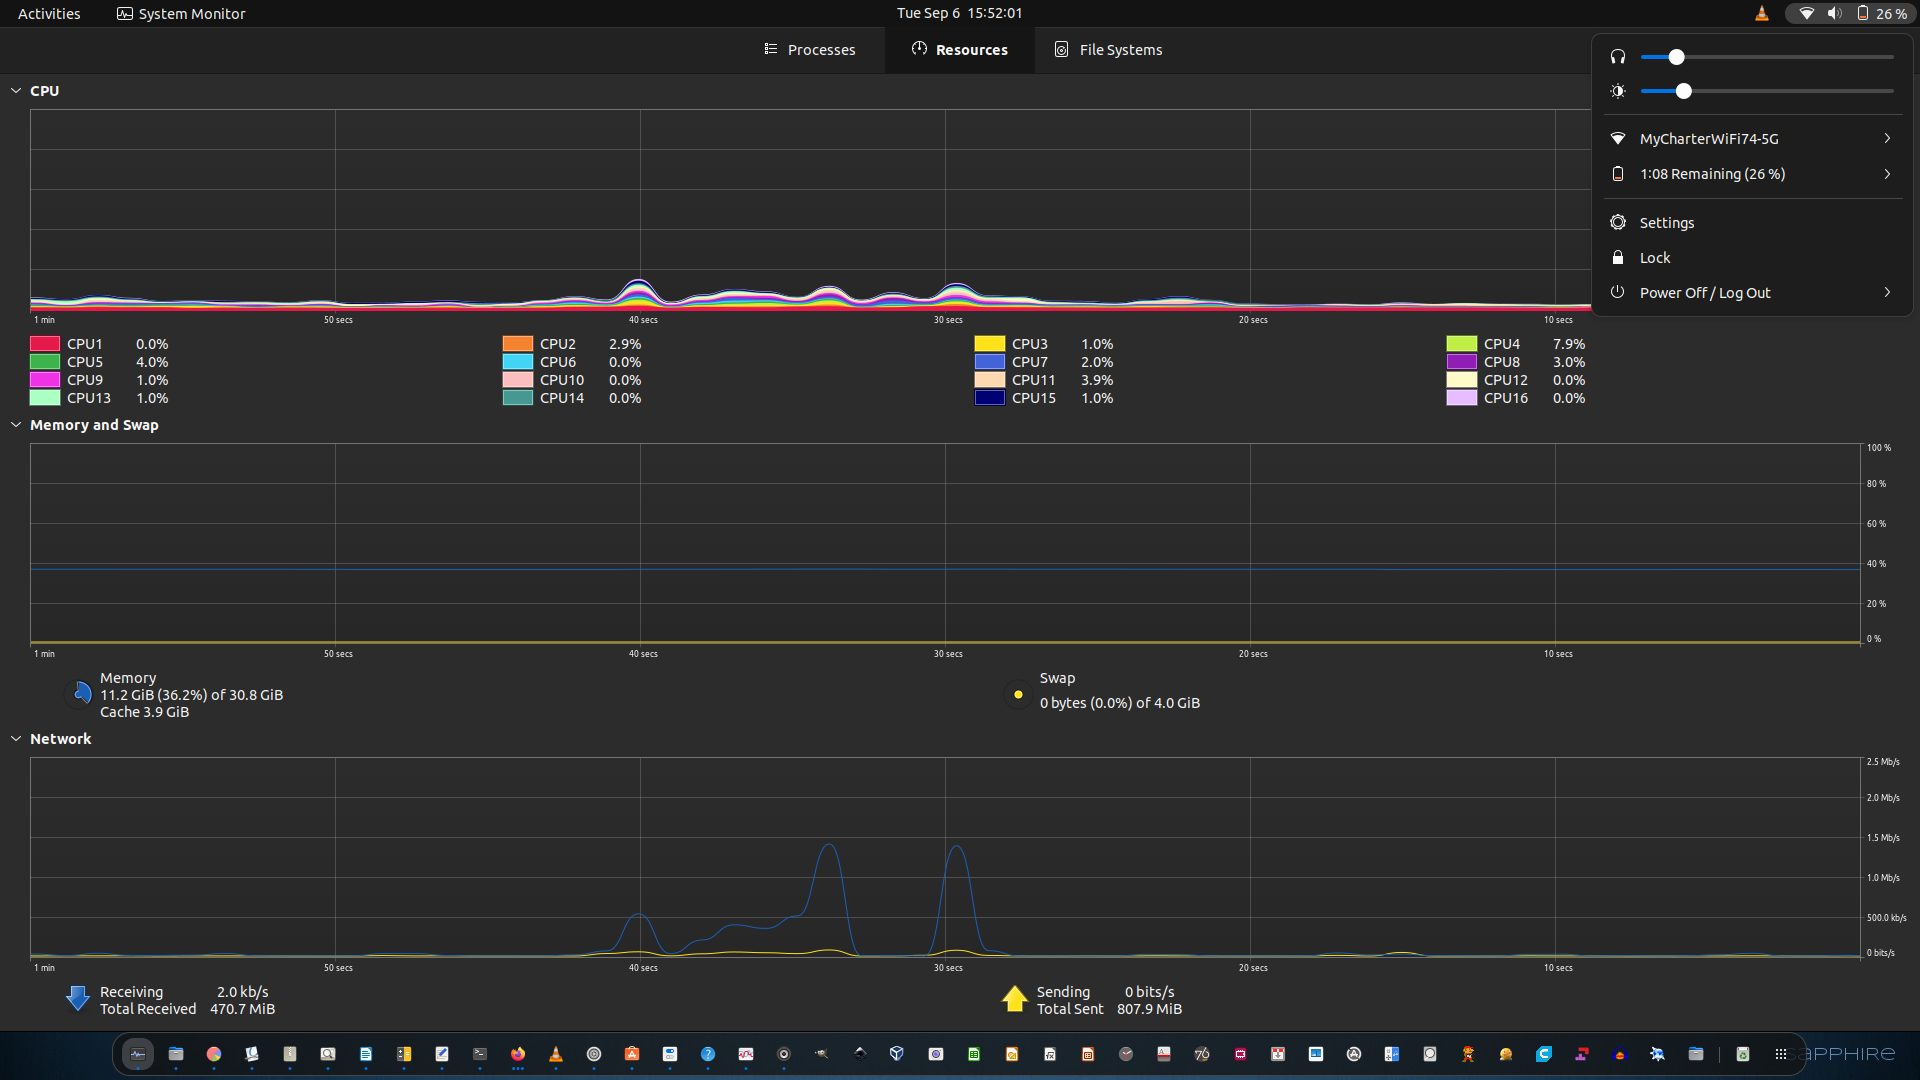 Activities System Monitor Tue Sep 6 15:52:01 26 %
Processes Resources File Systems
CPU
1 min 50 secs 40 secs 30 secs 20 secs 10 secs
CPU1 0.0% CPU2 2.9% CPU3 1.0% CPU4 7.9%
CPU5 4.0% CPU6 0.0% CPU7 2.0% CPU8 3.0%
CPU9 1.0% CPU10 0.0% CPU11 3.9% CPU12 0.0%
CPU13 1.0% CPU14 0.0% CPU15 1.0% CPU16 0.0%
MyCharterWiFi74-5G
1:08 Remaining (26 %)
Settings
Lock
Power Off / Log Out
Memory and Swap
100 %
80 %
60 %
40 %
20 %
0 %
1 min 50 secs 40 secs 30 secs 20 secs 10 secs
Memory
11.2 GiB (36.2%) of 30.8 GiB
Cache 3.9 GiB
Swap
0 bytes (0.0%) of 4.0 GiB
Network
2.5 Mb/s
2.0 Mb/s
1.5 Mb/s
1.0 Mb/s
500.0 kb/s
0 bits/s
1 min 50 secs 40 secs 30 secs 20 secs 10 secs
Receiving 2.0 kb/s
Total Received 470.7 MiB
Sending 0 bits/s
Total Sent 807.9 MiB
76
SAPPHIRE